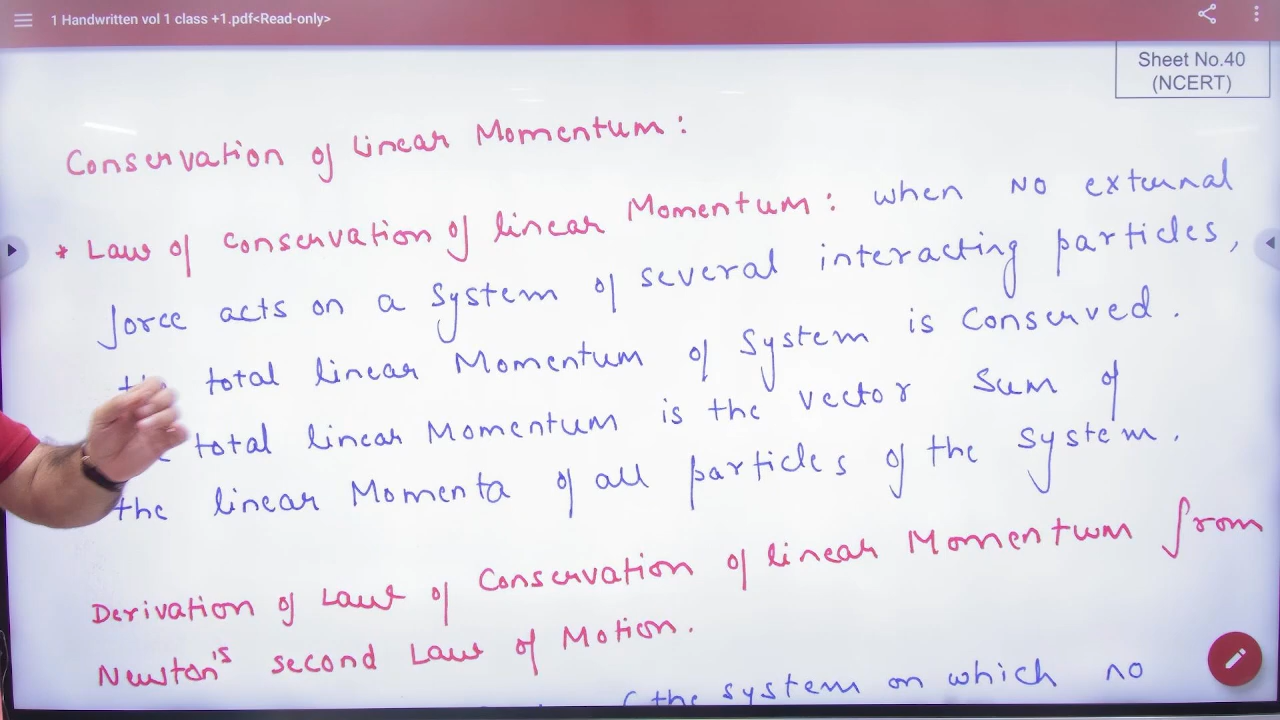 1 Handwritten vol 1 class +1.pdf<Read-only>
Sheet No.40
(NCERT)
Conservation of Linear Momentum:
* Law of conservation of linear Momentum: when no external
force acts on a system of several interacting particles,
the total linear Momentum of system is conserved.
total linear Momentum is the vector sum of
the linear Momenta of all particles of the system.
Derivation of Law of Conservation of linear Momentum from
Newton's second Law of Motion.
(the system on which no